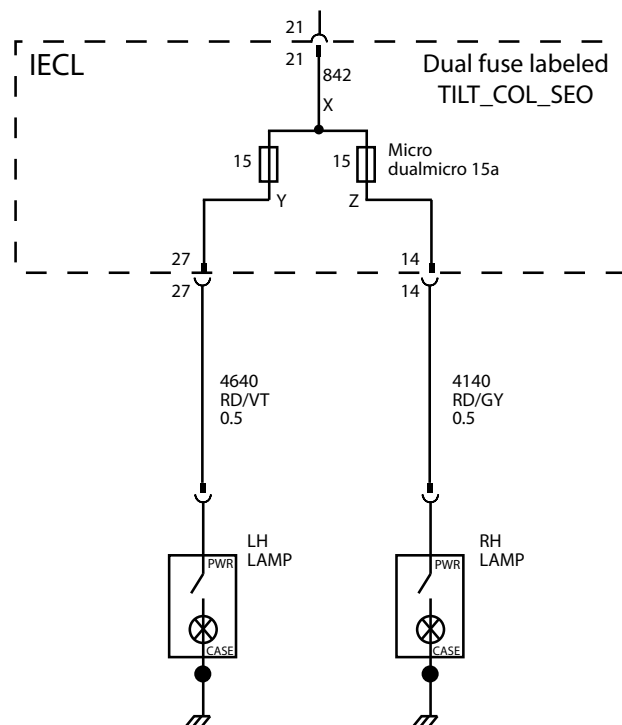 21
21
IECL
Dual fuse labeled
TILT_COL_SEO
842
X
15
15
Micro
dualmicro 15a
Y
Z
27
14
27
14
4640
RD/VT
0.5
4140
RD/GY
0.5
LH
LAMP
RH
LAMP
PWR
PWR
CASE
CASE